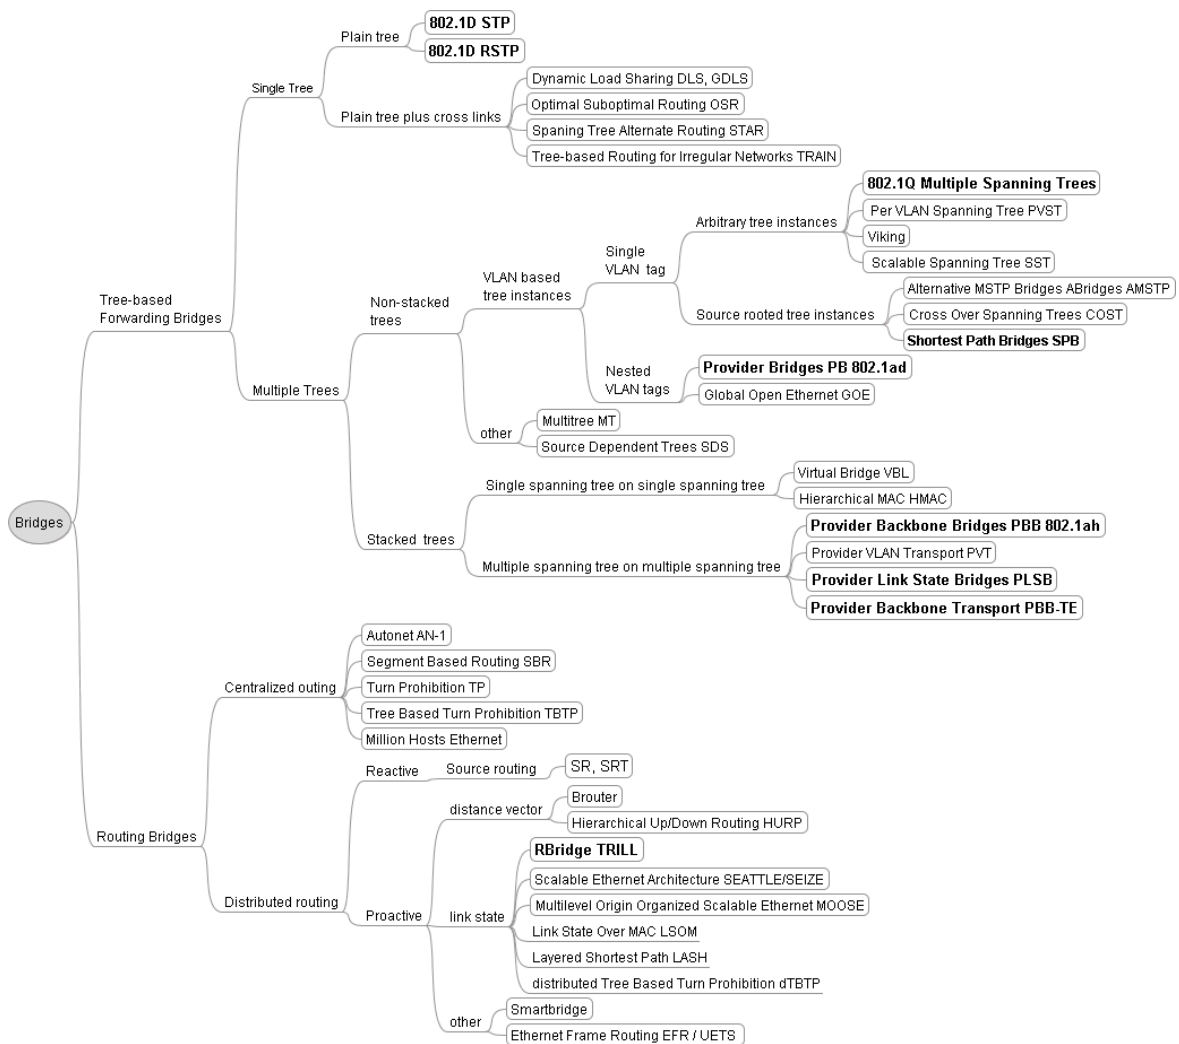 802.1D STP
Plain tree
802.1D RSTP
Single Tree
Dynamic Load Sharing DLS, GDLS
Optimal Suboptimal Routing OSR
Plain tree plus cross links
Spaning Tree Alternate Routing STAR
Tree-based Routing for Irregular Networks TRAIN
802.1Q Multiple Spanning Trees
Per VLAN Spanning Tree PVST
Arbitrary tree instances
Viking
Scalable Spanning Tree SST
Single
VLAN tag
VLAN based
tree instances
Alternative MSTP Bridges ABridges AMSTP
Source rooted tree instances
Cross Over Spanning Trees COST
Shortest Path Bridges SPB
Tree-based
Forwarding Bridges
Non-stacked
trees
Nested
VLAN tags
Provider Bridges PB 802.1ad
Global Open Ethernet GOE
Multiple Trees
other
Multitree MT
Source Dependent Trees SDS
Single spanning tree on single spanning tree
Virtual Bridge VBL
Hierarchical MAC HMAC
Bridges
Stacked trees
Provider Backbone Bridges PBB 802.1ah
Provider VLAN Transport PVT
Multiple spanning tree on multiple spanning tree
Provider Link State Bridges PLSB
Provider Backbone Transport PBB-TE
Autonet AN-1
Segment Based Routing SBR
Centralized outing
Turn Prohibition TP
Tree Based Turn Prohibition TBTP
Million Hosts Ethernet
Reactive
Source routing
SR, SRT
Routing Bridges
distance vector
Brouter
Hierarchical Up/Down Routing HURP
Distributed routing
RBridge TRILL
Scalable Ethernet Architecture SEATTLE/SEIZE
Multilevel Origin Organized Scalable Ethernet MOOSE
Proactive
link state
Link State Over MAC LSOM
Layered Shortest Path LASH
distributed Tree Based Turn Prohibition dTBTP
other
Smartbridge
Ethernet Frame Routing EFR / UETS